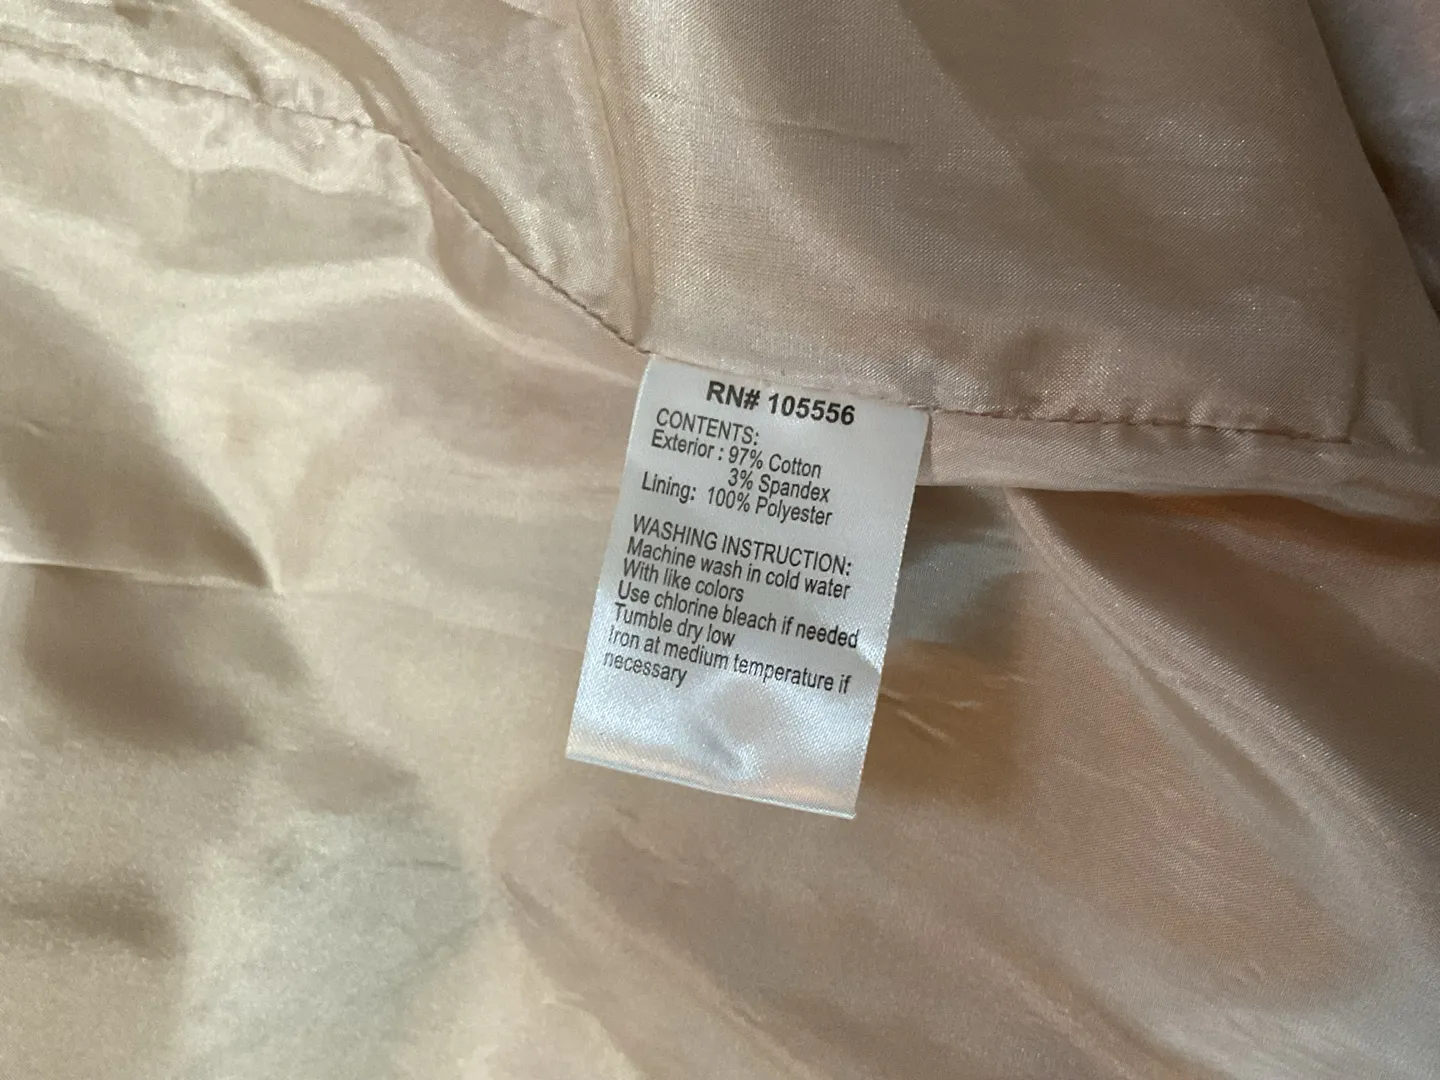 RN# 105556
CONTENTS:
Exterior : 97% Cotton
3% Spandex
Lining: 100% Polyester
WASHING INSTRUCTION:
Machine wash in cold water
With like colors
Use chlorine bleach if needed
Tumble dry low
Iron at medium temperature if
necessary